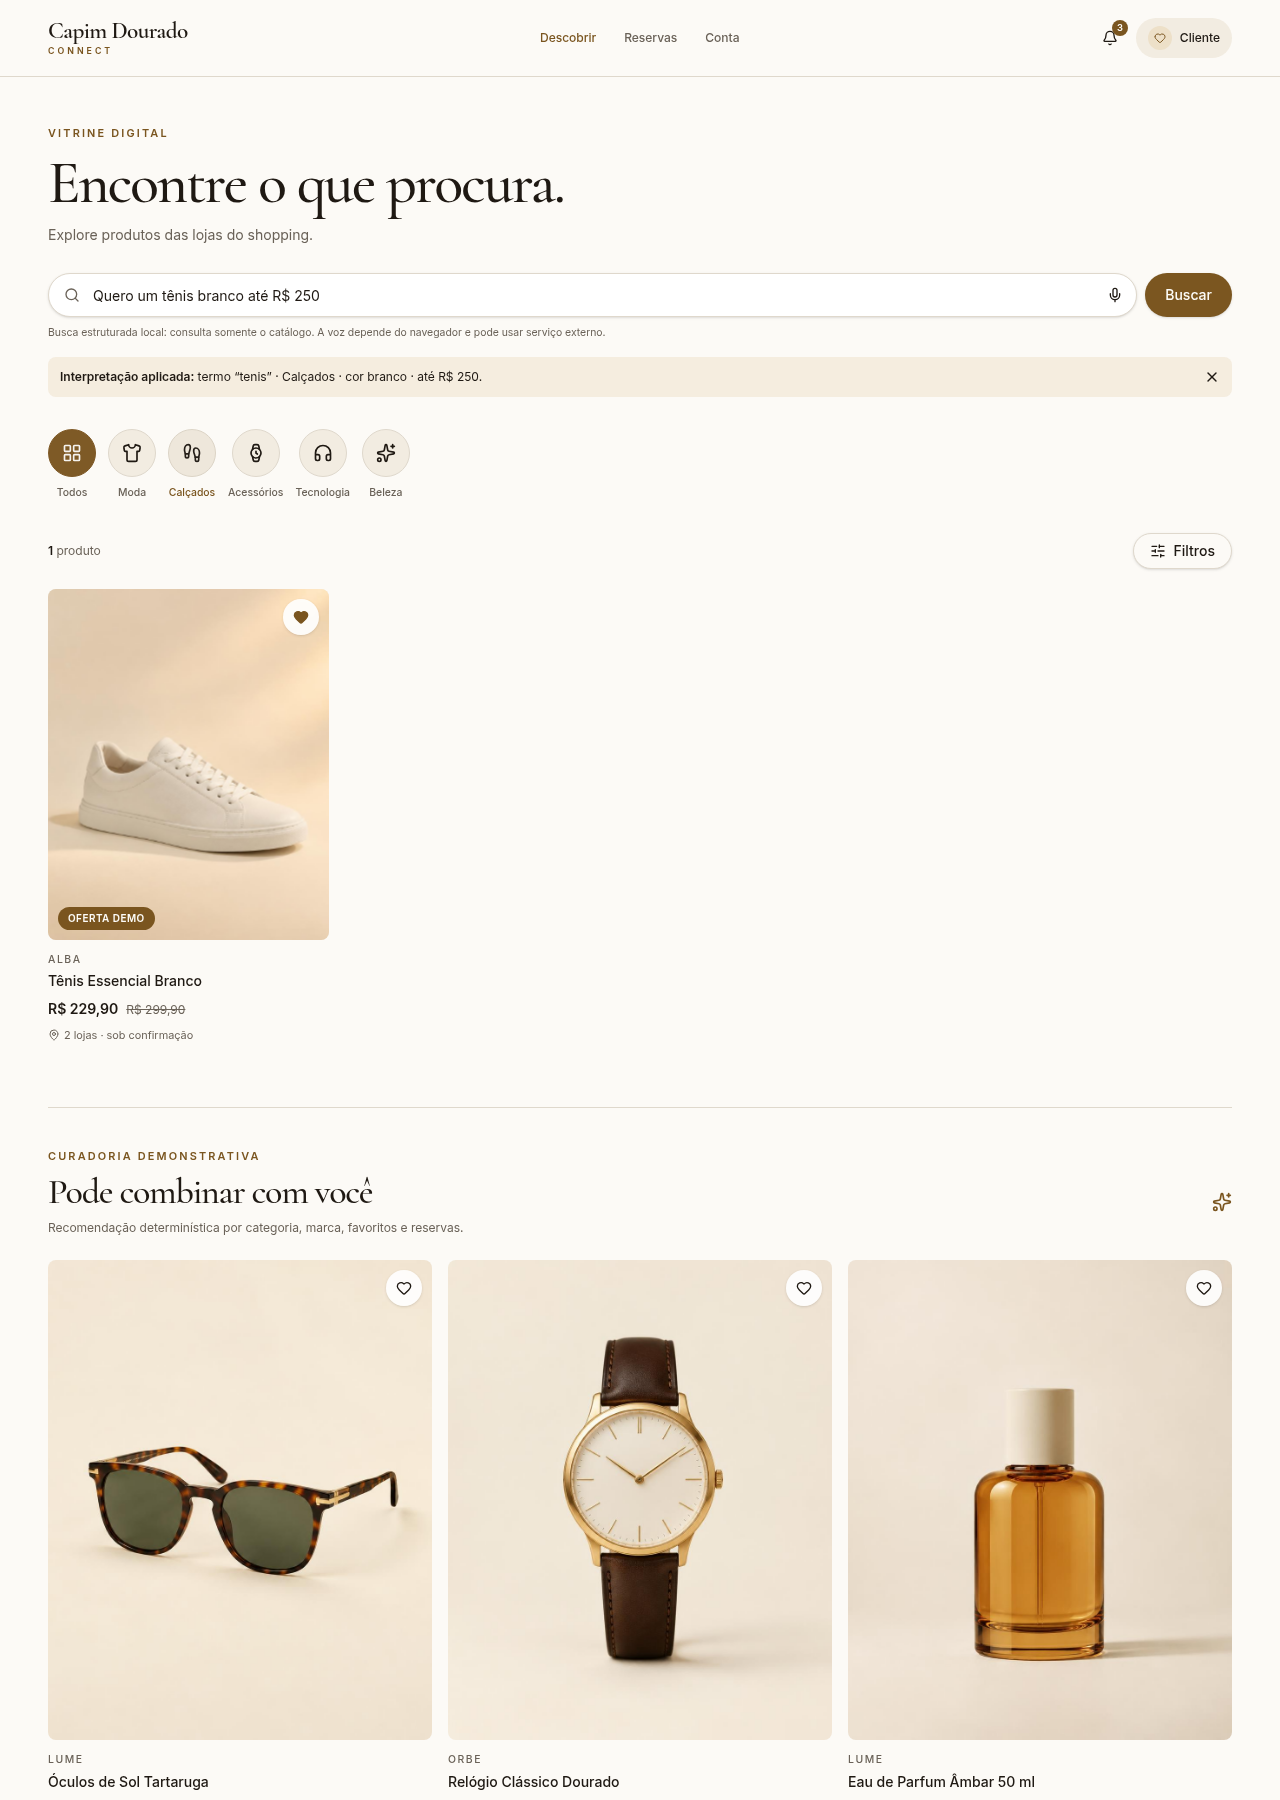 Capim Dourado
CONNECT
Descobrir
Reservas
Conta
3
Cliente
VITRINE DIGITAL
Encontre o que procura.
Explore produtos das lojas do shopping.
Quero um tênis branco até R$ 250
Buscar
Busca estruturada local: consulta somente o catálogo. A voz depende do navegador e pode usar serviço externo.
Interpretação aplicada: termo “tenis” · Calçados · cor branco · até R$ 250.
Todos
Moda
Calçados
Acessórios
Tecnologia
Beleza
1 produto
Filtros
OFERTA DEMO
ALBA
Tênis Essencial Branco
R$ 229,90 R$ 299,90
2 lojas · sob confirmação
CURADORIA DEMONSTRATIVA
Pode combinar com você
Recomendação determinística por categoria, marca, favoritos e reservas.
LUME
Óculos de Sol Tartaruga
ORBE
Relógio Clássico Dourado
LUME
Eau de Parfum Âmbar 50 ml